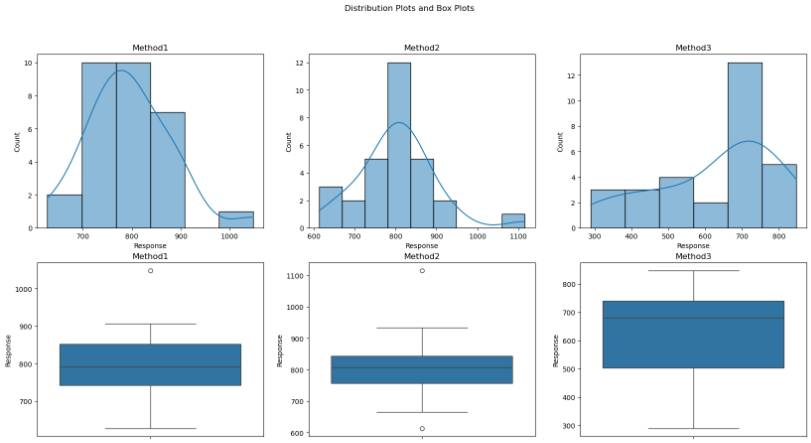 Distribution Plots and Box Plots
Method1
Count
10
8
6
4
2
0
700 800 900 1000
Response
Method2
Count
12
10
8
6
4
2
0
600 700 800 900 1000 1100
Response
Method3
Count
12
10
8
6
4
2
0
300 400 500 600 700 800
Response
Method1
Response
1000
900
800
700
Method2
Response
1100
1000
900
800
700
600
Method3
Response
800
700
600
500
400
300